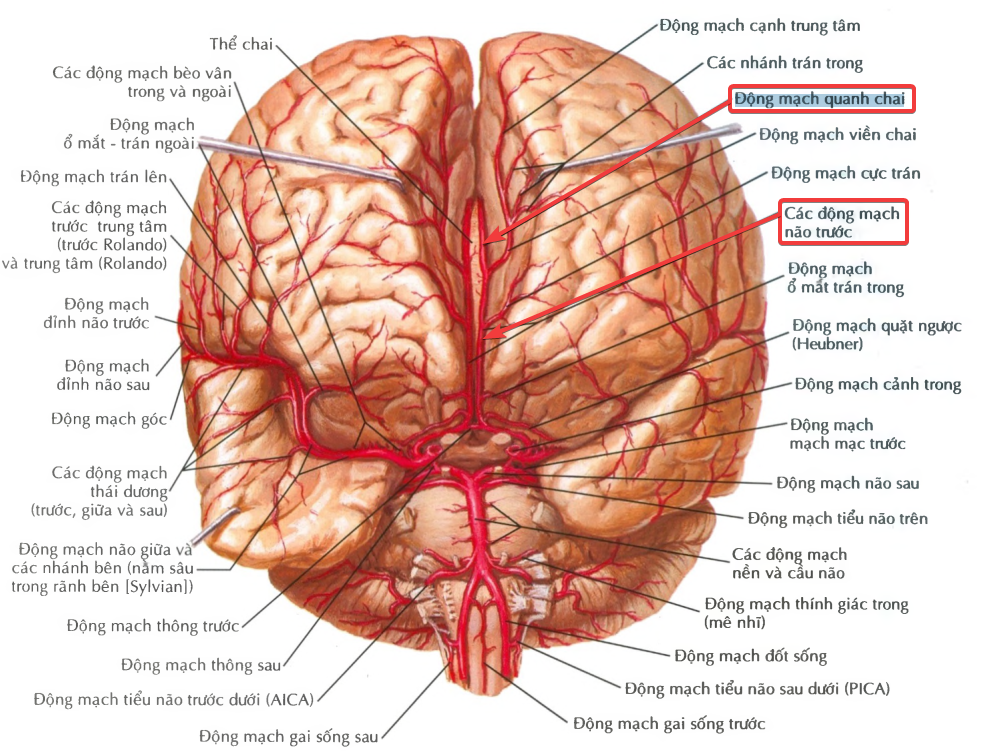 Thể chai
Các động mạch bèo vân
trong và ngoài
Động mạch
ổ mắt - trán ngoài
Động mạch trán lên
Các động mạch
trước trung tâm
(trước Rolando)
và trung tâm (Rolando)
Động mạch
đỉnh não trước
Động mạch
đỉnh não sau
Động mạch góc
Các động mạch
thái dương
(trước, giữa và sau)
Động mạch não giữa và
các nhánh bên (nằm sâu
trong rãnh bên [Sylvian])
Động mạch thông trước
Động mạch thông sau
Động mạch tiểu não trước dưới (AICA)
Động mạch gai sống sau
Động mạch cạnh trung tâm
Các nhánh trán trong
Động mạch quanh chai
Động mạch viền chai
Động mạch cực trán
Các động mạch
não trước
Động mạch
ổ mắt trán trong
Động mạch quặt ngược
(Heubner)
Động mạch cảnh trong
Động mạch
mạch mạc trước
Động mạch não sau
Động mạch tiểu não trên
Các động mạch
nền và cầu não
Động mạch thính giác trong
(mê nhĩ)
Động mạch đốt sống
Động mạch tiểu não sau dưới (PICA)
Động mạch gai sống trước